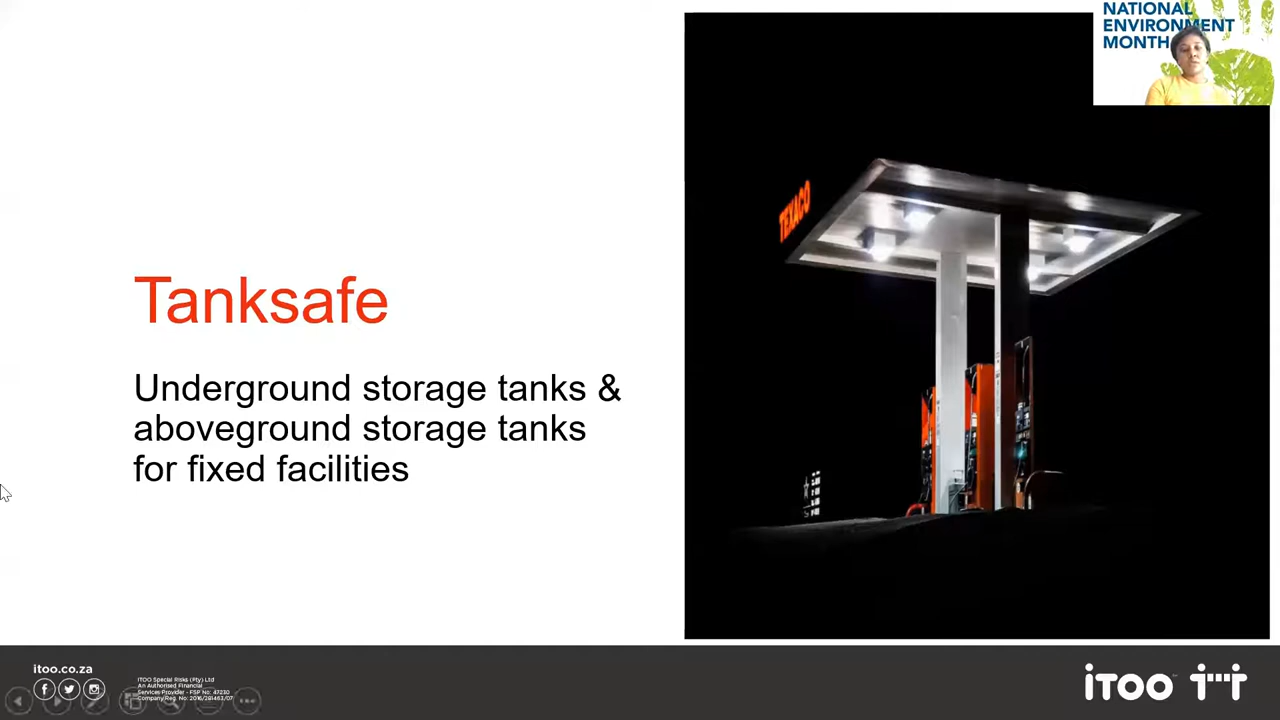 NATIONAL
ENVIRONMENT
MONTH
TEXACO
Tanksafe
Underground storage tanks &
aboveground storage tanks
for fixed facilities
itoo.co.za
ITOO Special Risks (Pty) Ltd
An Authorised Financial
Services Provider - FSP No: 47230
Company Reg. No: 2016/281463/07
itoo